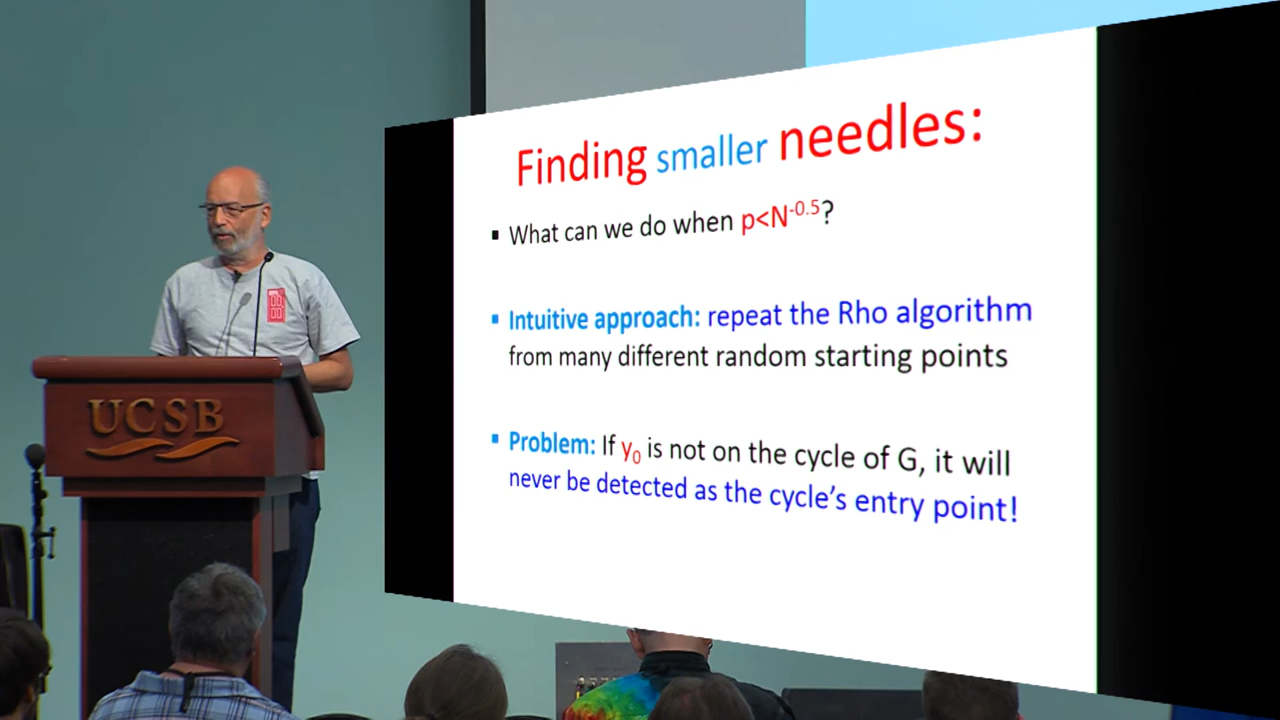 Finding smaller needles:
▪ What can we do when p<N^-0.5?
▪ Intuitive approach: repeat the Rho algorithm
from many different random starting points
▪ Problem: If y₀ is not on the cycle of G, it will
never be detected as the cycle's entry point!
UCSB